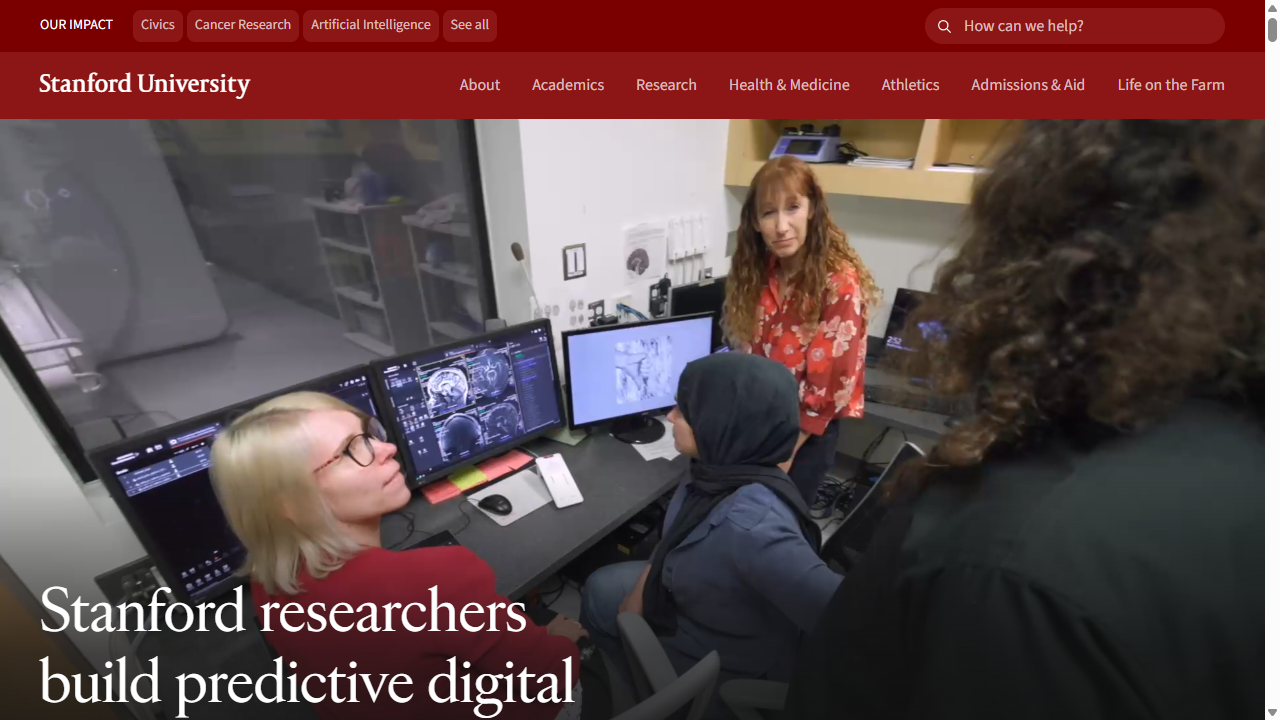 OUR IMPACT
Civics
Cancer Research
Artificial Intelligence
See all
How can we help?
Stanford University
About
Academics
Research
Health & Medicine
Athletics
Admissions & Aid
Life on the Farm
Stanford researchers
build predictive digital